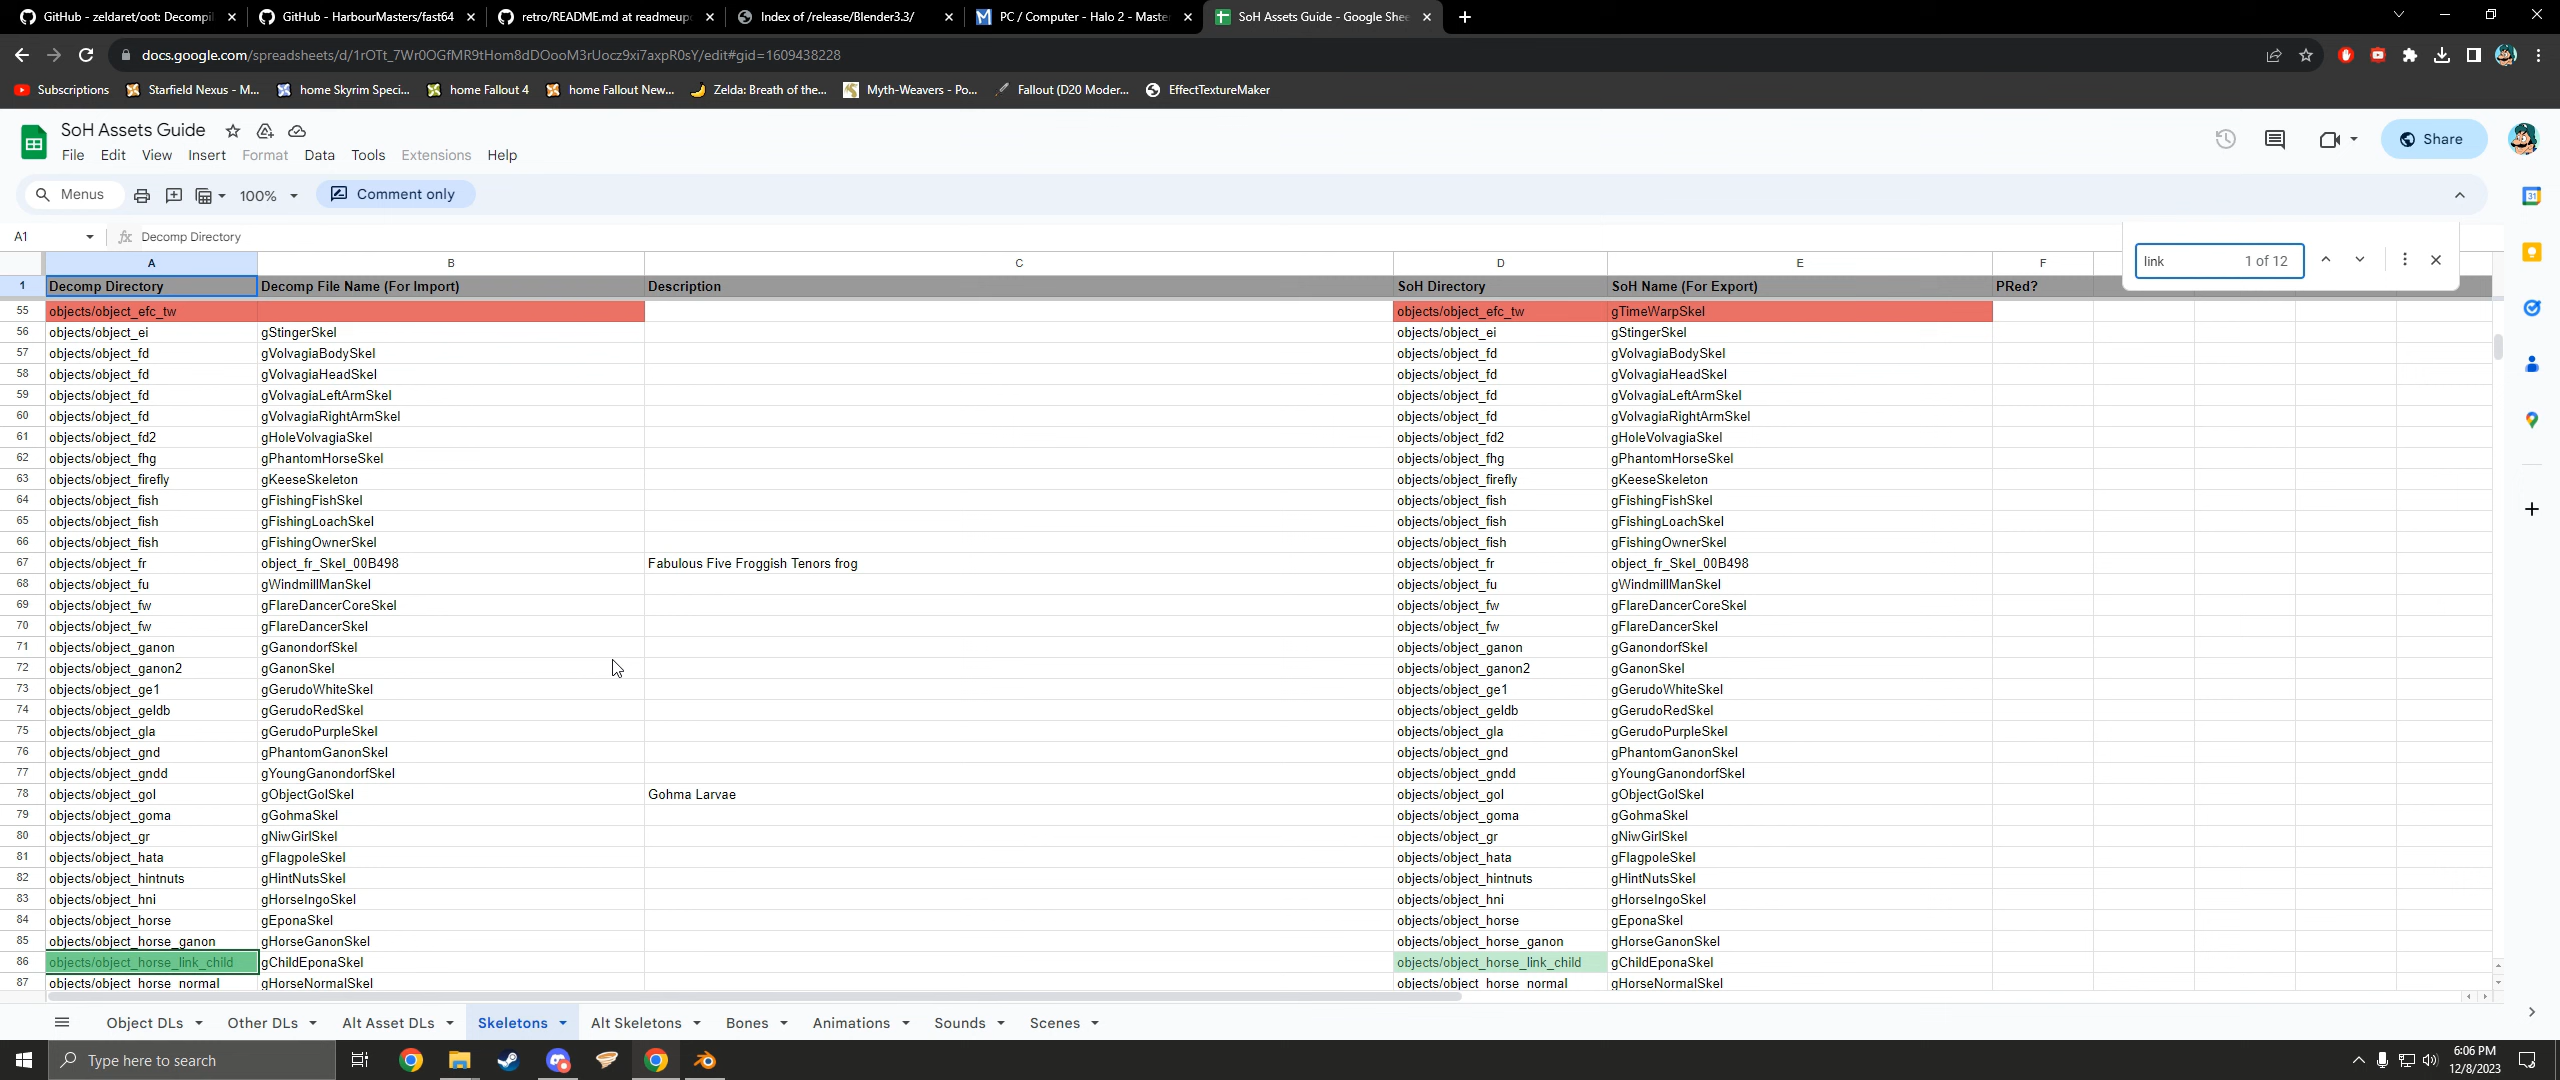 GitHub - zeldaret/oot: Decompil
GitHub - HarbourMasters/fast64
retro/README.md at readmeupd
Index of /release/Blender3.3/
PC / Computer - Halo 2 - Master
SoH Assets Guide - Google Shee
docs.google.com/spreadsheets/d/1rOTt_7Wr0OGfMR9tHom8dDOooM3rUocz9xi7axpR0sY/edit#gid=1609438228
Subscriptions
Starfield Nexus - M...
home Skyrim Speci...
home Fallout 4
home Fallout New...
Zelda: Breath of the...
Myth-Weavers - Po...
Fallout (D20 Moder...
EffectTextureMaker
SoH Assets Guide
File Edit View Insert Format Data Tools Extensions Help
Share
Menus
100%
Comment only
A1
fx Decomp Directory
link 1 of 12
A B C D E F
1 Decomp Directory Decomp File Name (For Import) Description SoH Directory SoH Name (For Export) PRed?
55 objects/object_efc_tw objects/object_efc_tw gTimeWarpSkel
56 objects/object_ei gStingerSkel objects/object_ei gStingerSkel
57 objects/object_fd gVolvagiaBodySkel objects/object_fd gVolvagiaBodySkel
58 objects/object_fd gVolvagiaHeadSkel objects/object_fd gVolvagiaHeadSkel
59 objects/object_fd gVolvagiaLeftArmSkel objects/object_fd gVolvagiaLeftArmSkel
60 objects/object_fd gVolvagiaRightArmSkel objects/object_fd gVolvagiaRightArmSkel
61 objects/object_fd2 gHoleVolvagiaSkel objects/object_fd2 gHoleVolvagiaSkel
62 objects/object_fhg gPhantomHorseSkel objects/object_fhg gPhantomHorseSkel
63 objects/object_firefly gKeeseSkeleton objects/object_firefly gKeeseSkeleton
64 objects/object_fish gFishingFishSkel objects/object_fish gFishingFishSkel
65 objects/object_fish gFishingLoachSkel objects/object_fish gFishingLoachSkel
66 objects/object_fish gFishingOwnerSkel objects/object_fish gFishingOwnerSkel
67 objects/object_fr object_fr_Skel_00B498 Fabulous Five Froggish Tenors frog objects/object_fr object_fr_Skel_00B498
68 objects/object_fu gWindmillManSkel objects/object_fu gWindmillManSkel
69 objects/object_fw gFlareDancerCoreSkel objects/object_fw gFlareDancerCoreSkel
70 objects/object_fw gFlareDancerSkel objects/object_fw gFlareDancerSkel
71 objects/object_ganon gGanondorfSkel objects/object_ganon gGanondorfSkel
72 objects/object_ganon2 gGanonSkel objects/object_ganon2 gGanonSkel
73 objects/object_ge1 gGerudoWhiteSkel objects/object_ge1 gGerudoWhiteSkel
74 objects/object_geldb gGerudoRedSkel objects/object_geldb gGerudoRedSkel
75 objects/object_gla gGerudoPurpleSkel objects/object_gla gGerudoPurpleSkel
76 objects/object_gnd gPhantomGanonSkel objects/object_gnd gPhantomGanonSkel
77 objects/object_gndd gYoungGanondorfSkel objects/object_gndd gYoungGanondorfSkel
78 objects/object_gol gObjectGolSkel Gohma Larvae objects/object_gol gObjectGolSkel
79 objects/object_goma gGohmaSkel objects/object_goma gGohmaSkel
80 objects/object_gr gNiwGirlSkel objects/object_gr gNiwGirlSkel
81 objects/object_hata gFlagpoleSkel objects/object_hata gFlagpoleSkel
82 objects/object_hintnuts gHintNutsSkel objects/object_hintnuts gHintNutsSkel
83 objects/object_hni gHorseIngoSkel objects/object_hni gHorseIngoSkel
84 objects/object_horse gEponaSkel objects/object_horse gEponaSkel
85 objects/object_horse_ganon gHorseGanonSkel objects/object_horse_ganon gHorseGanonSkel
86 objects/object_horse_link_child gChildEponaSkel objects/object_horse_link_child gChildEponaSkel
87 objects/object_horse_normal gHorseNormalSkel objects/object_horse_normal gHorseNormalSkel
Object DLs Other DLs Alt Asset DLs Skeletons Alt Skeletons Bones Animations Sounds Scenes
Type here to search
6:06 PM
12/8/2023